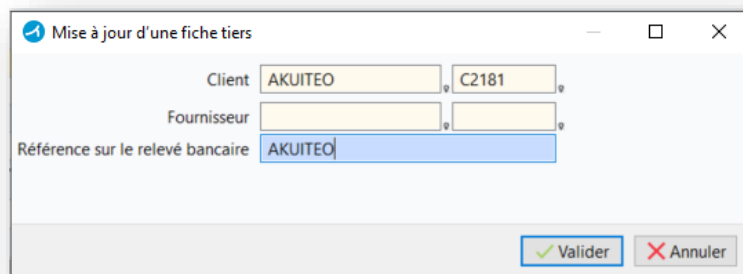 Mise à jour d'une fiche tiers
Client AKUITEO C2181
Fournisseur
Référence sur le relevé bancaire AKUITEO
Valider Annuler